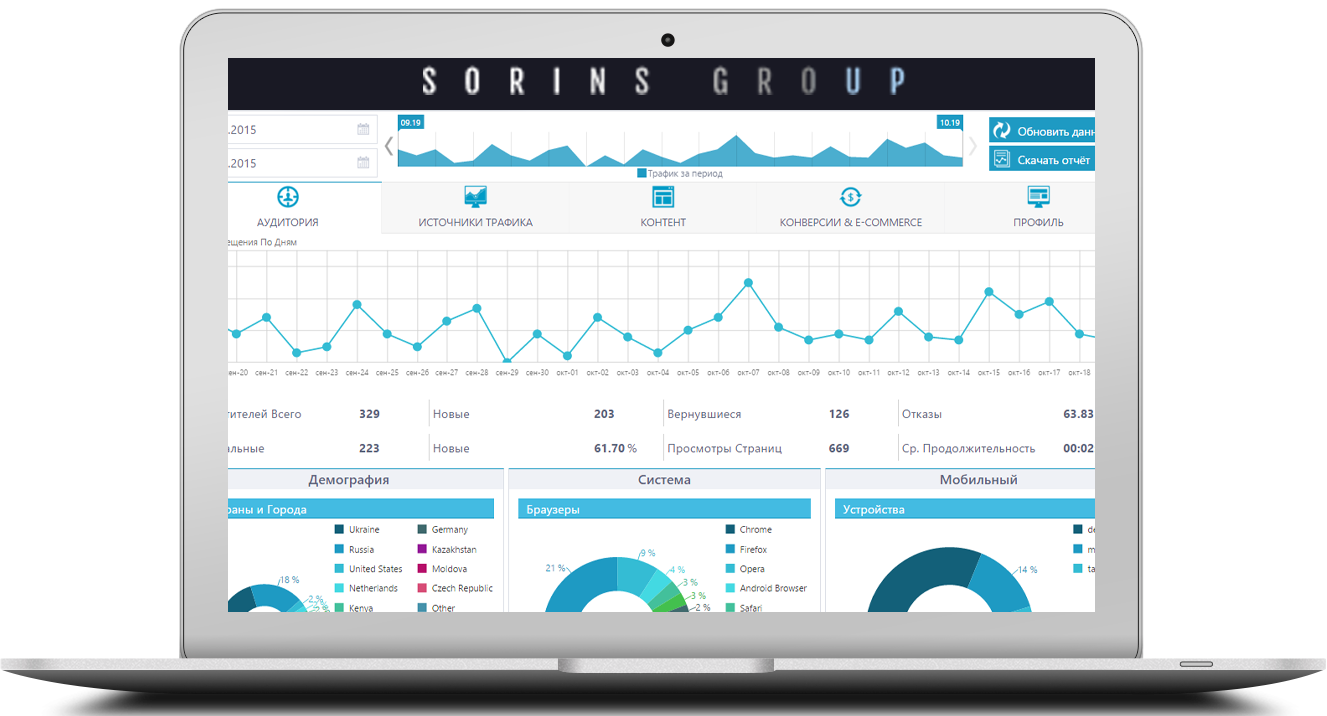 SORINS GROUP
.2015
09.19
10.19
Обновить данн
.2015
Скачать отчёт
Трафик за период
АУДИТОРИЯ
ИСТОЧНИКИ ТРАФИКА
КОНТЕНТ
КОНВЕРСИИ & E-COMMERCE
ПРОФИЛЬ
ещения По Дням
ен-20 сен-21 сен-22 сен-23 сен-24 сен-25 сен-26 сен-27 сен-28 сен-29 сен-30 окт-01 окт-02 окт-03 окт-04 окт-05 окт-06 окт-07 окт-08 окт-09 окт-10 окт-11 окт-12 окт-13 окт-14 окт-15 окт-16 окт-17 окт-18
тителей Всего 329 Новые 203 Вернувшиеся 126 Отказы 63.83
альные 223 Новые 61.70 % Просмотры Страниц 669 Ср. Продолжительность 00:02
Демография
раны и Города
Ukraine Germany
Russia Kazakhstan
United States Moldova
Netherlands Czech Republic
Kenya Other
18 %
2 %
2 %
2 %
Система
Браузеры
Chrome
Firefox
Opera
Android Browser
Safari
21 %
9 %
4 %
3 %
3 %
2 %
Мобильный
Устройства
de
m
ta
14 %